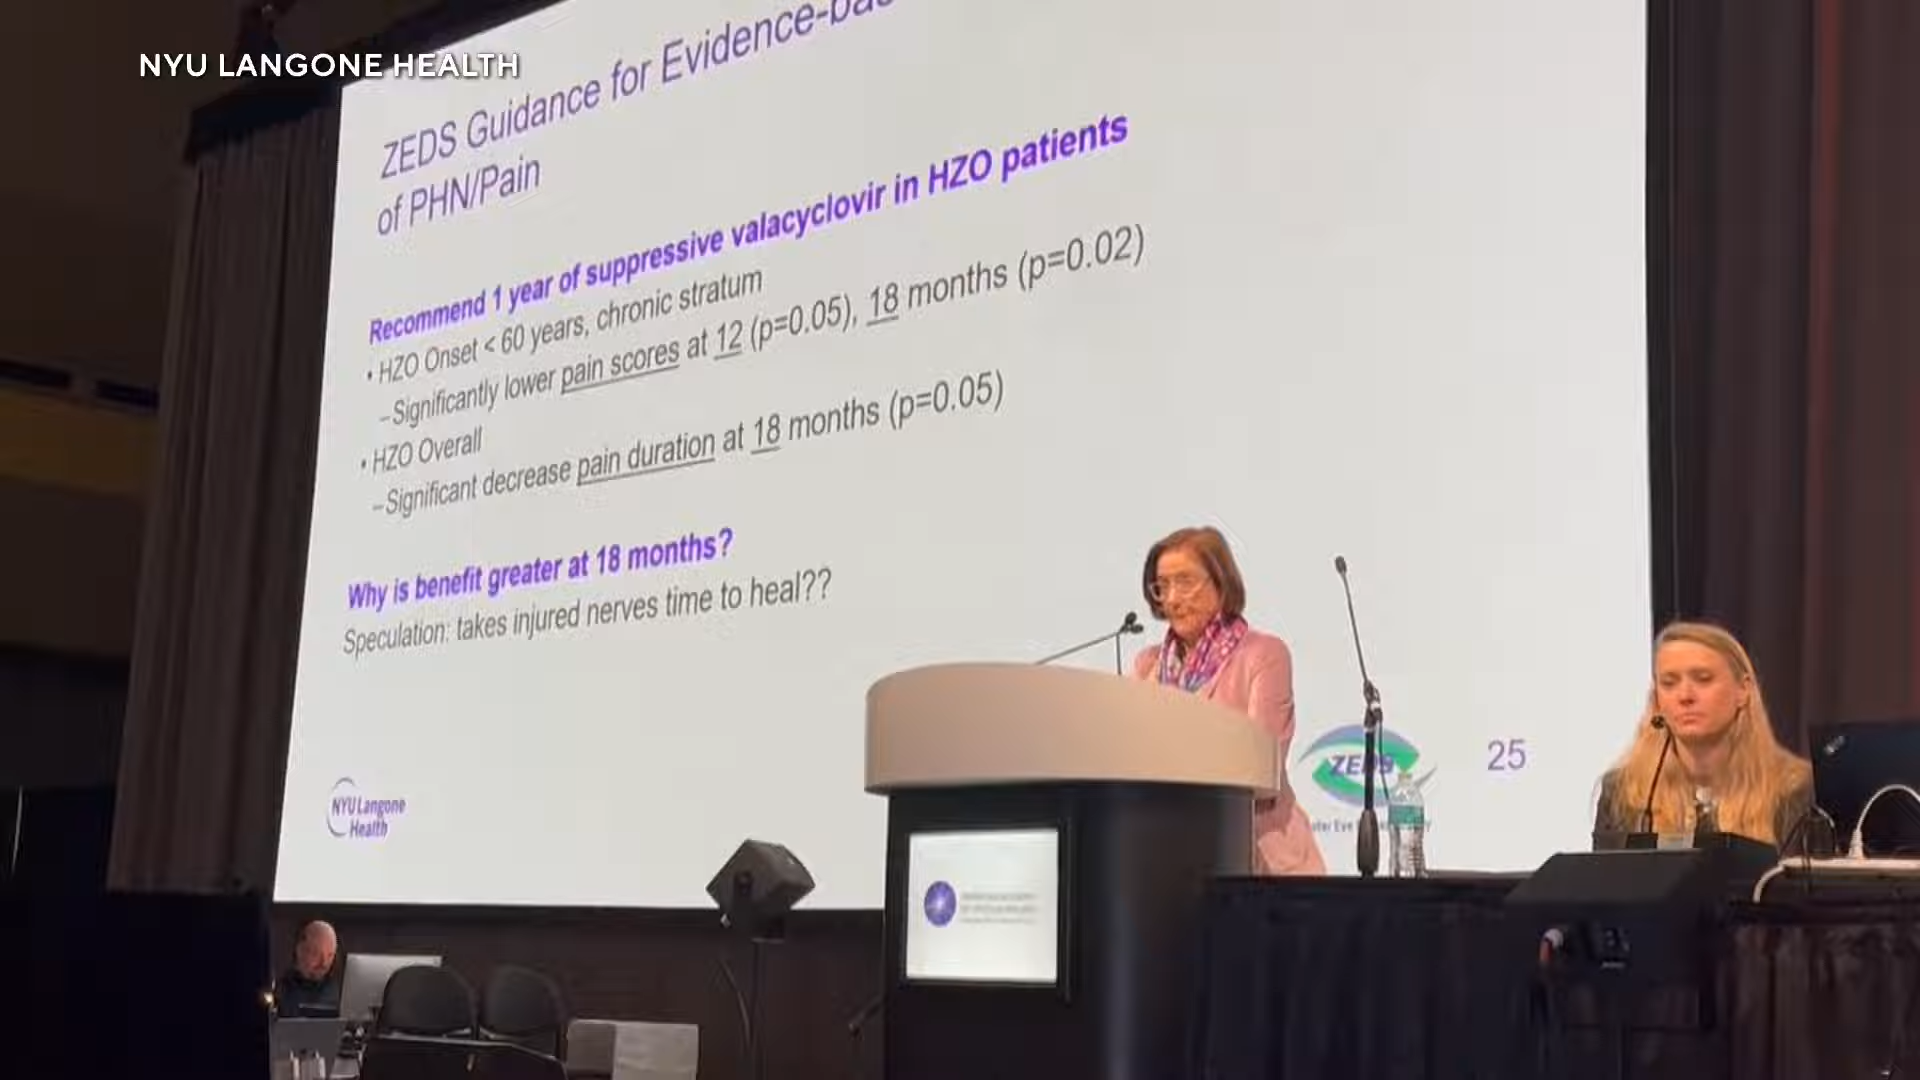 NYU LANGONE HEALTH
ZEDS Guidance for Evidence-
of PHN/Pain
Recommend 1 year of suppressive valacyclovir in HZO patients
• HZO Onset < 60 years, chronic stratum
–Significantly lower pain scores at 12 (p=0.05), 18 months (p=0.02)
• HZO Overall
–Significant decrease pain duration at 18 months (p=0.05)
Why is benefit greater at 18 months?
Speculation: takes injured nerves time to heal??
NYU Langone
Health
ZEDS
25
Eye